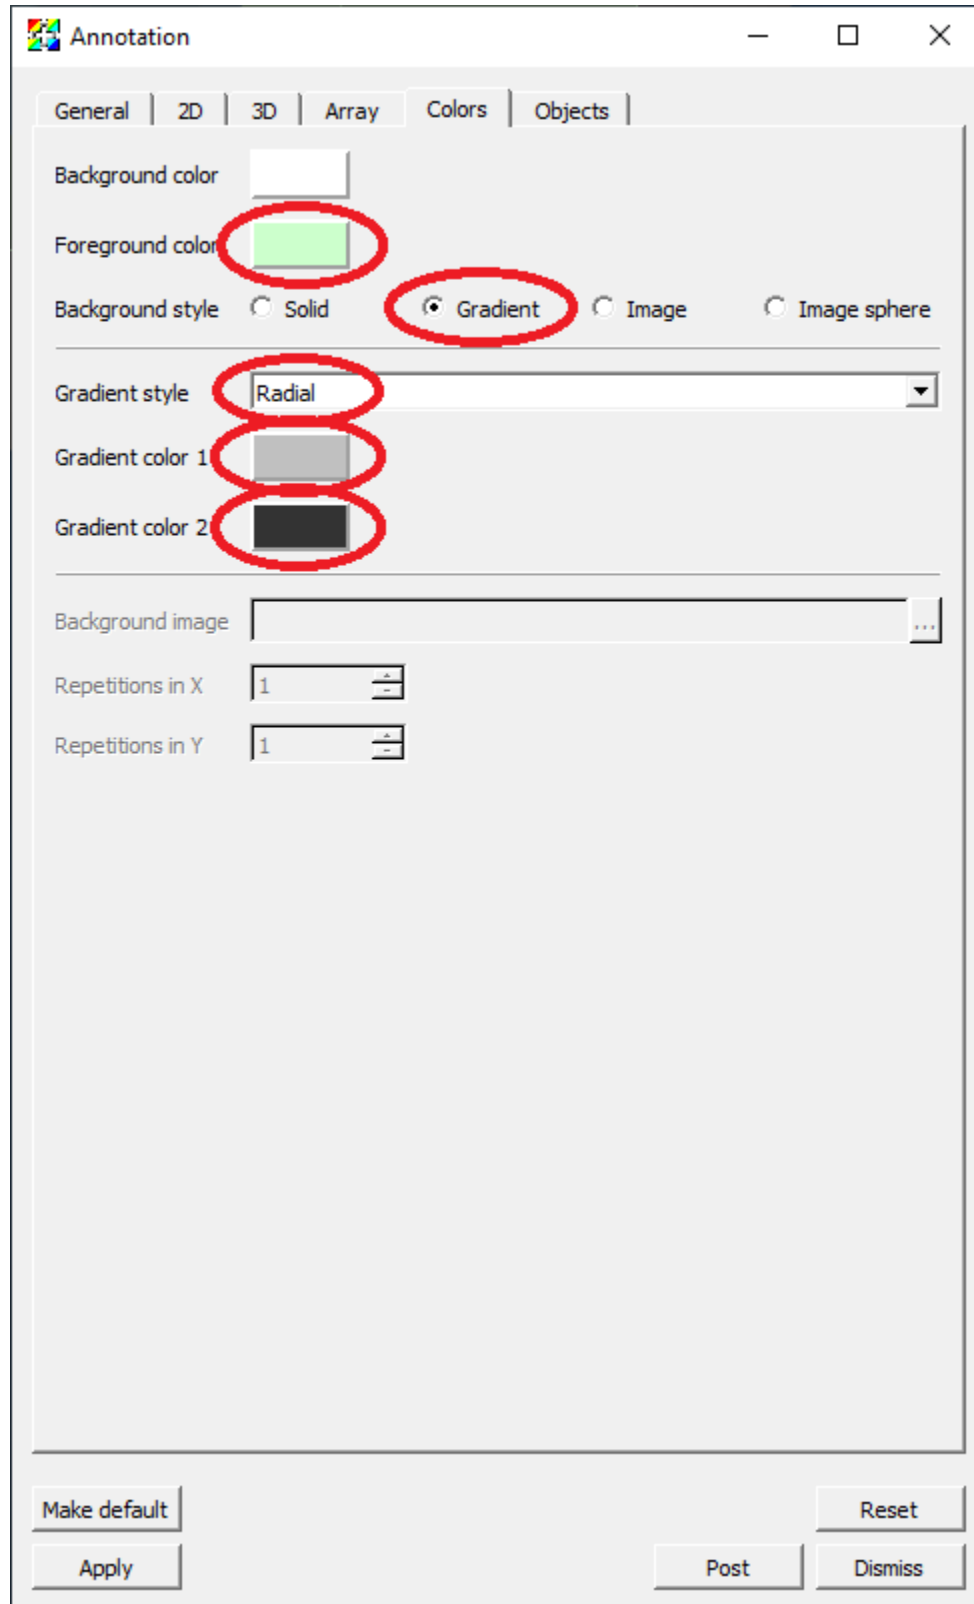 Annotation
General 2D 3D Array Colors Objects
Background color
Foreground color
Background style Solid Gradient Image Image sphere
Gradient style Radial
Gradient color 1
Gradient color 2
Background image ...
Repetitions in X 1
Repetitions in Y 1
Make default Reset
Apply Post Dismiss